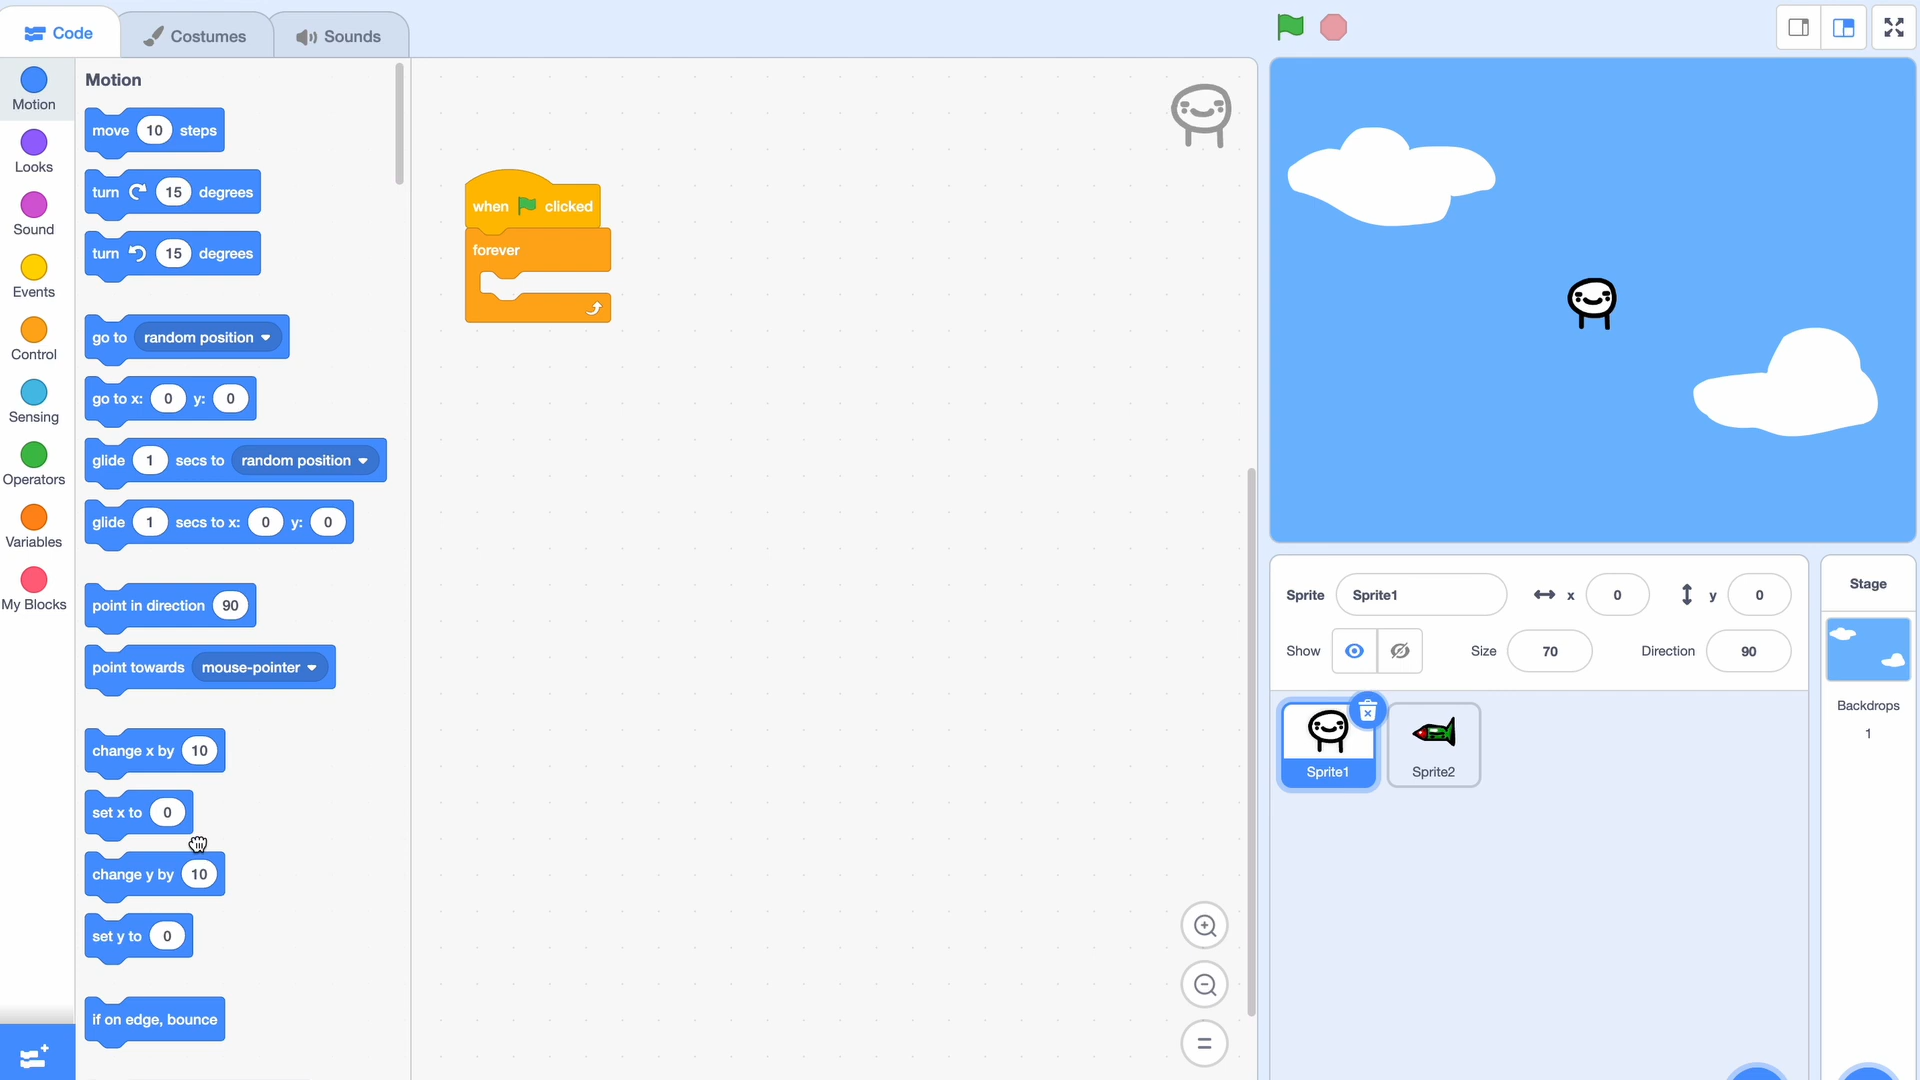 Code
Costumes
Sounds
Motion
Looks
Sound
Events
Control
Sensing
Operators
Variables
My Blocks
Motion
move 10 steps
turn 15 degrees
turn 15 degrees
go to random position
go to x: 0 y: 0
glide 1 secs to random position
glide 1 secs to x: 0 y: 0
point in direction 90
point towards mouse-pointer
change x by 10
set x to 0
change y by 10
set y to 0
if on edge, bounce
when clicked
forever
Sprite Sprite1 x 0 y 0
Show Size 70 Direction 90
Sprite1
Sprite2
Stage
Backdrops
1